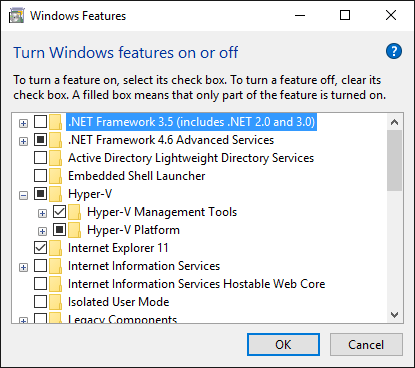 Windows Features
Turn Windows features on or off
To turn a feature on, select its check box. To turn a feature off, clear its
check box. A filled box means that only part of the feature is turned on.
.NET Framework 3.5 (includes .NET 2.0 and 3.0)
.NET Framework 4.6 Advanced Services
Active Directory Lightweight Directory Services
Embedded Shell Launcher
Hyper-V
Hyper-V Management Tools
Hyper-V Platform
Internet Explorer 11
Internet Information Services
Internet Information Services Hostable Web Core
Isolated User Mode
Legacy Components
OK Cancel